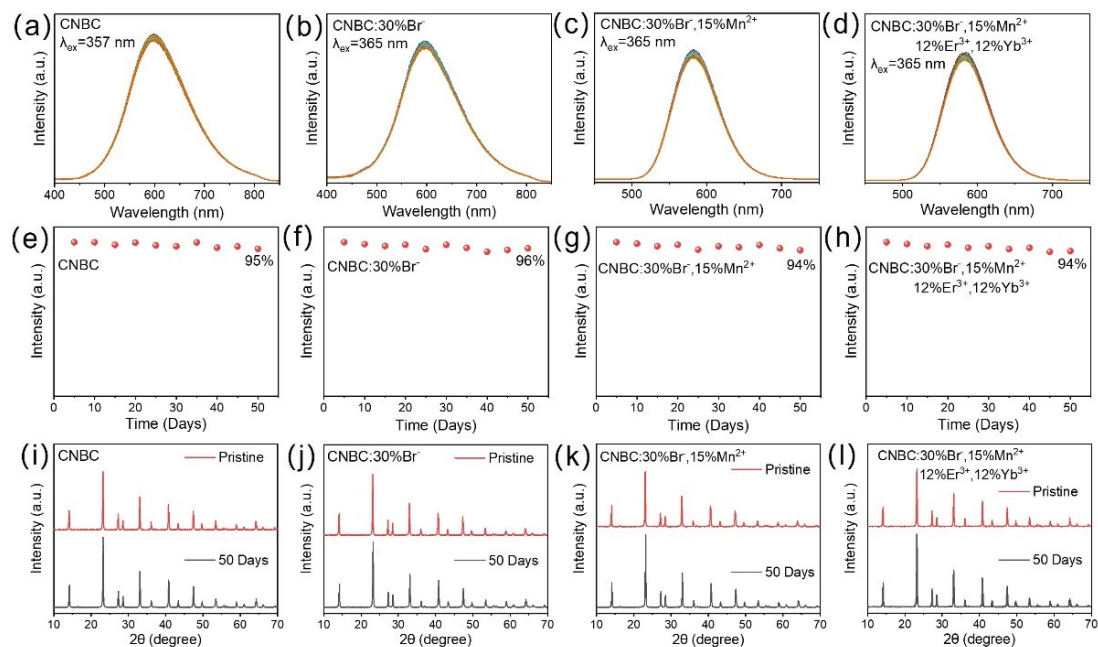 (a) CNBC
λex=357 nm
Intensity (a.u.)
400 500 600 700 800
Wavelength (nm)
(b) CNBC:30%Br⁻
λex=365 nm
Intensity (a.u.)
400 500 600 700 800
Wavelength (nm)
(c) CNBC:30%Br⁻,15%Mn²⁺
λex=365 nm
Intensity (a.u.)
500 600 700
Wavelength (nm)
(d) CNBC:30%Br⁻,15%Mn²⁺
12%Er³⁺,12%Yb³⁺
λex=365 nm
Intensity (a.u.)
500 600 700
Wavelength (nm)
(e)
95%
CNBC
Intensity (a.u.)
0 10 20 30 40 50
Time (Days)
(f)
96%
CNBC:30%Br⁻
Intensity (a.u.)
0 10 20 30 40 50
Time (Days)
(g)
CNBC:30%Br⁻,15%Mn²⁺ 94%
Intensity (a.u.)
0 10 20 30 40 50
Time (Days)
(h)
94%
CNBC:30%Br⁻,15%Mn²⁺
12%Er³⁺,12%Yb³⁺
Intensity (a.u.)
0 10 20 30 40 50
Time (Days)
(i) CNBC
Pristine
50 Days
Intensity (a.u.)
10 20 30 40 50 60 70
2θ (degree)
(j) CNBC:30%Br⁻
Pristine
50 Days
Intensity (a.u.)
10 20 30 40 50 60 70
2θ (degree)
(k) CNBC:30%Br⁻,15%Mn²⁺
Pristine
50 Days
Intensity (a.u.)
10 20 30 40 50 60 70
2θ (degree)
(l) CNBC:30%Br⁻,15%Mn²⁺
12%Er³⁺,12%Yb³⁺
Pristine
50 Days
Intensity (a.u.)
10 20 30 40 50 60 70
2θ (degree)